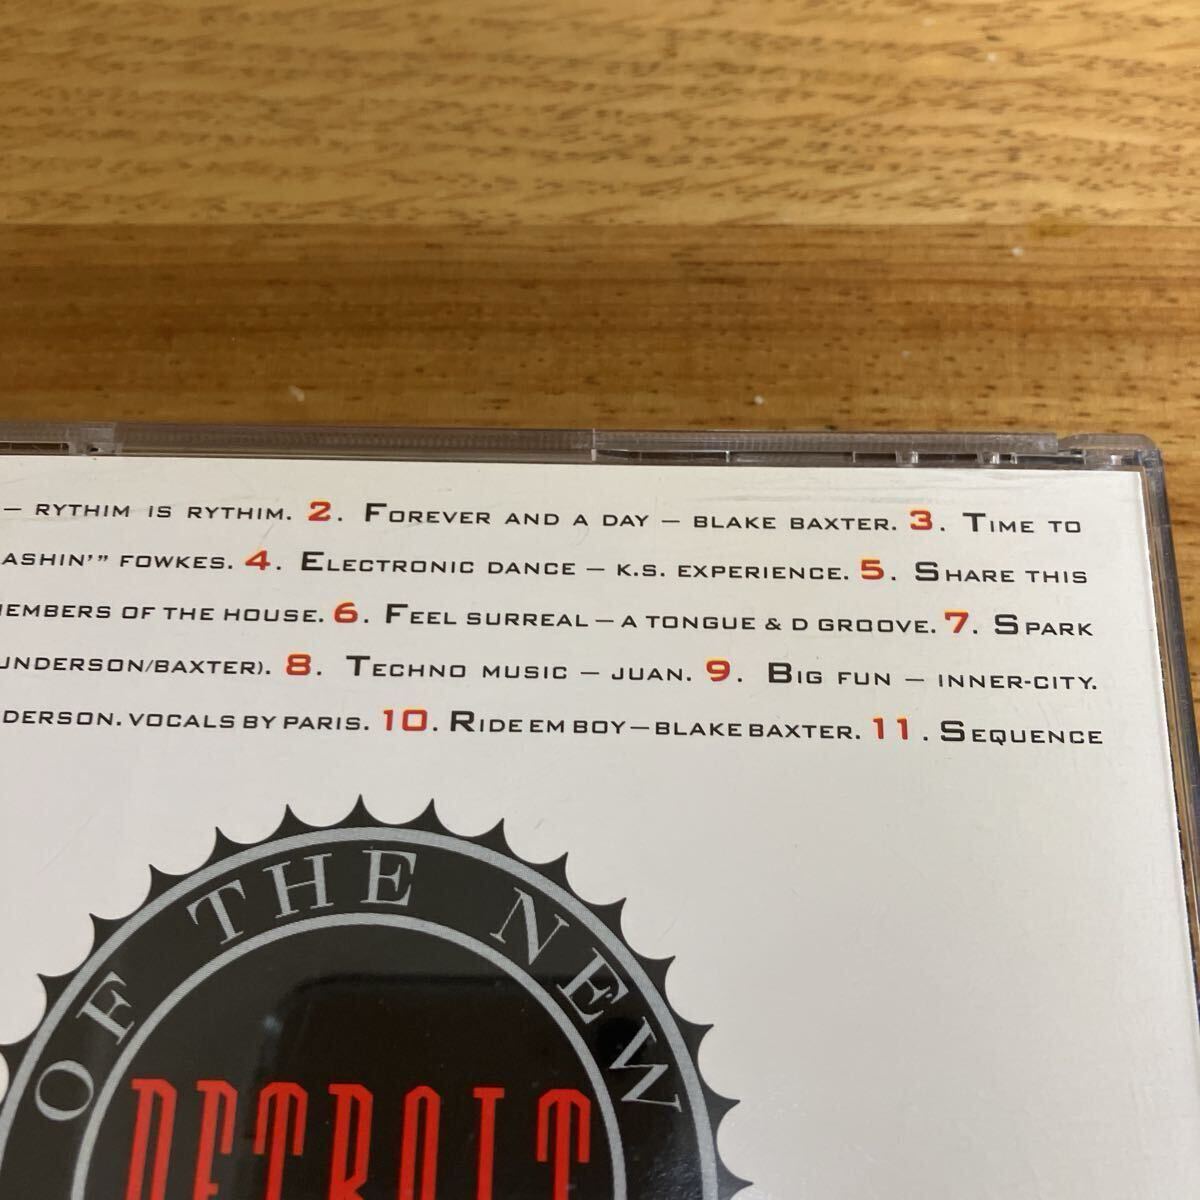 – RYTHIM IS RYTHIM. 2. FOREVER AND A DAY – BLAKE BAXTER. 3. TIME TO
ASHIN'” FOWKES. 4. ELECTRONIC DANCE – K.S. EXPERIENCE. 5. SHARE THIS
EMBERS OF THE HOUSE. 6. FEEL SURREAL – A TONGUE & D GROOVE. 7. SPARK
UNDERSON/BAXTER). 8. TECHNO MUSIC – JUAN. 9. BIG FUN – INNER-CITY.
DERSON. VOCALS BY PARIS. 10. RIDE EM BOY – BLAKE BAXTER. 11. SEQUENCE
OF THE NEW
DETROIT